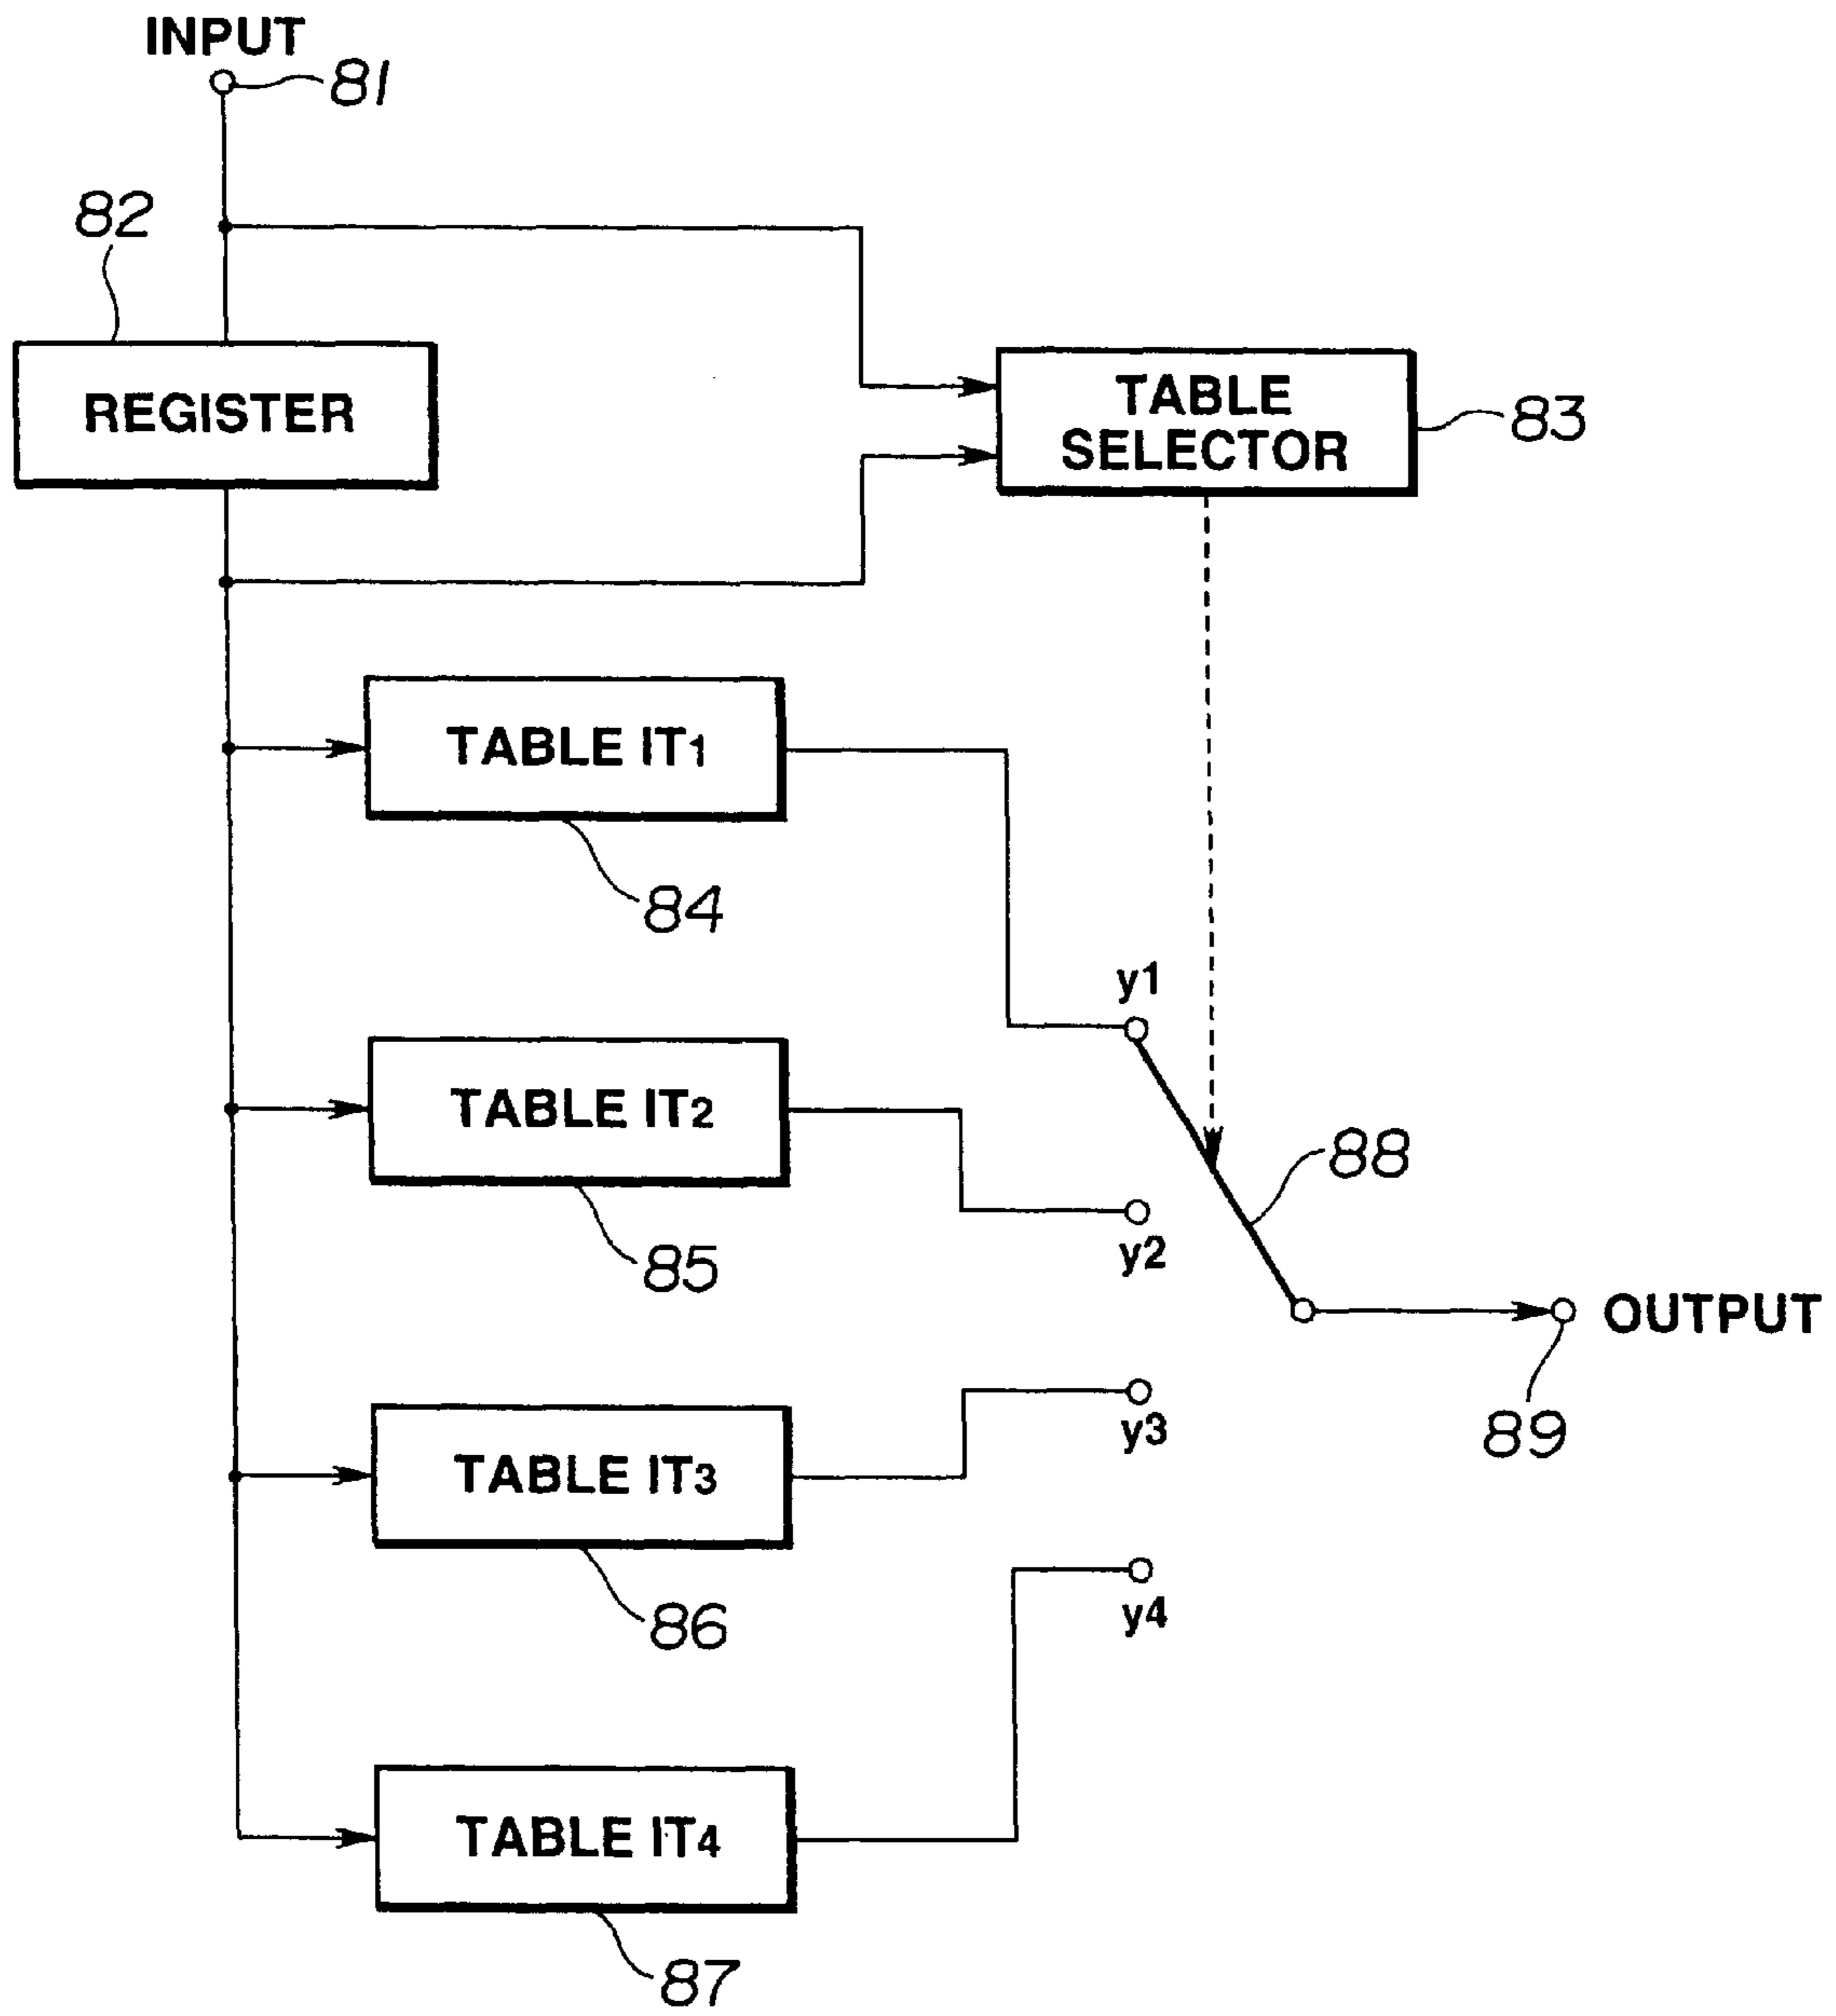 INPUT
81
82
REGISTER
TABLE
SELECTOR
83
TABLE IT1
84
y1
TABLE IT2
88
85
y2
OUTPUT
y3
89
TABLE IT3
86
y4
TABLE IT4
87